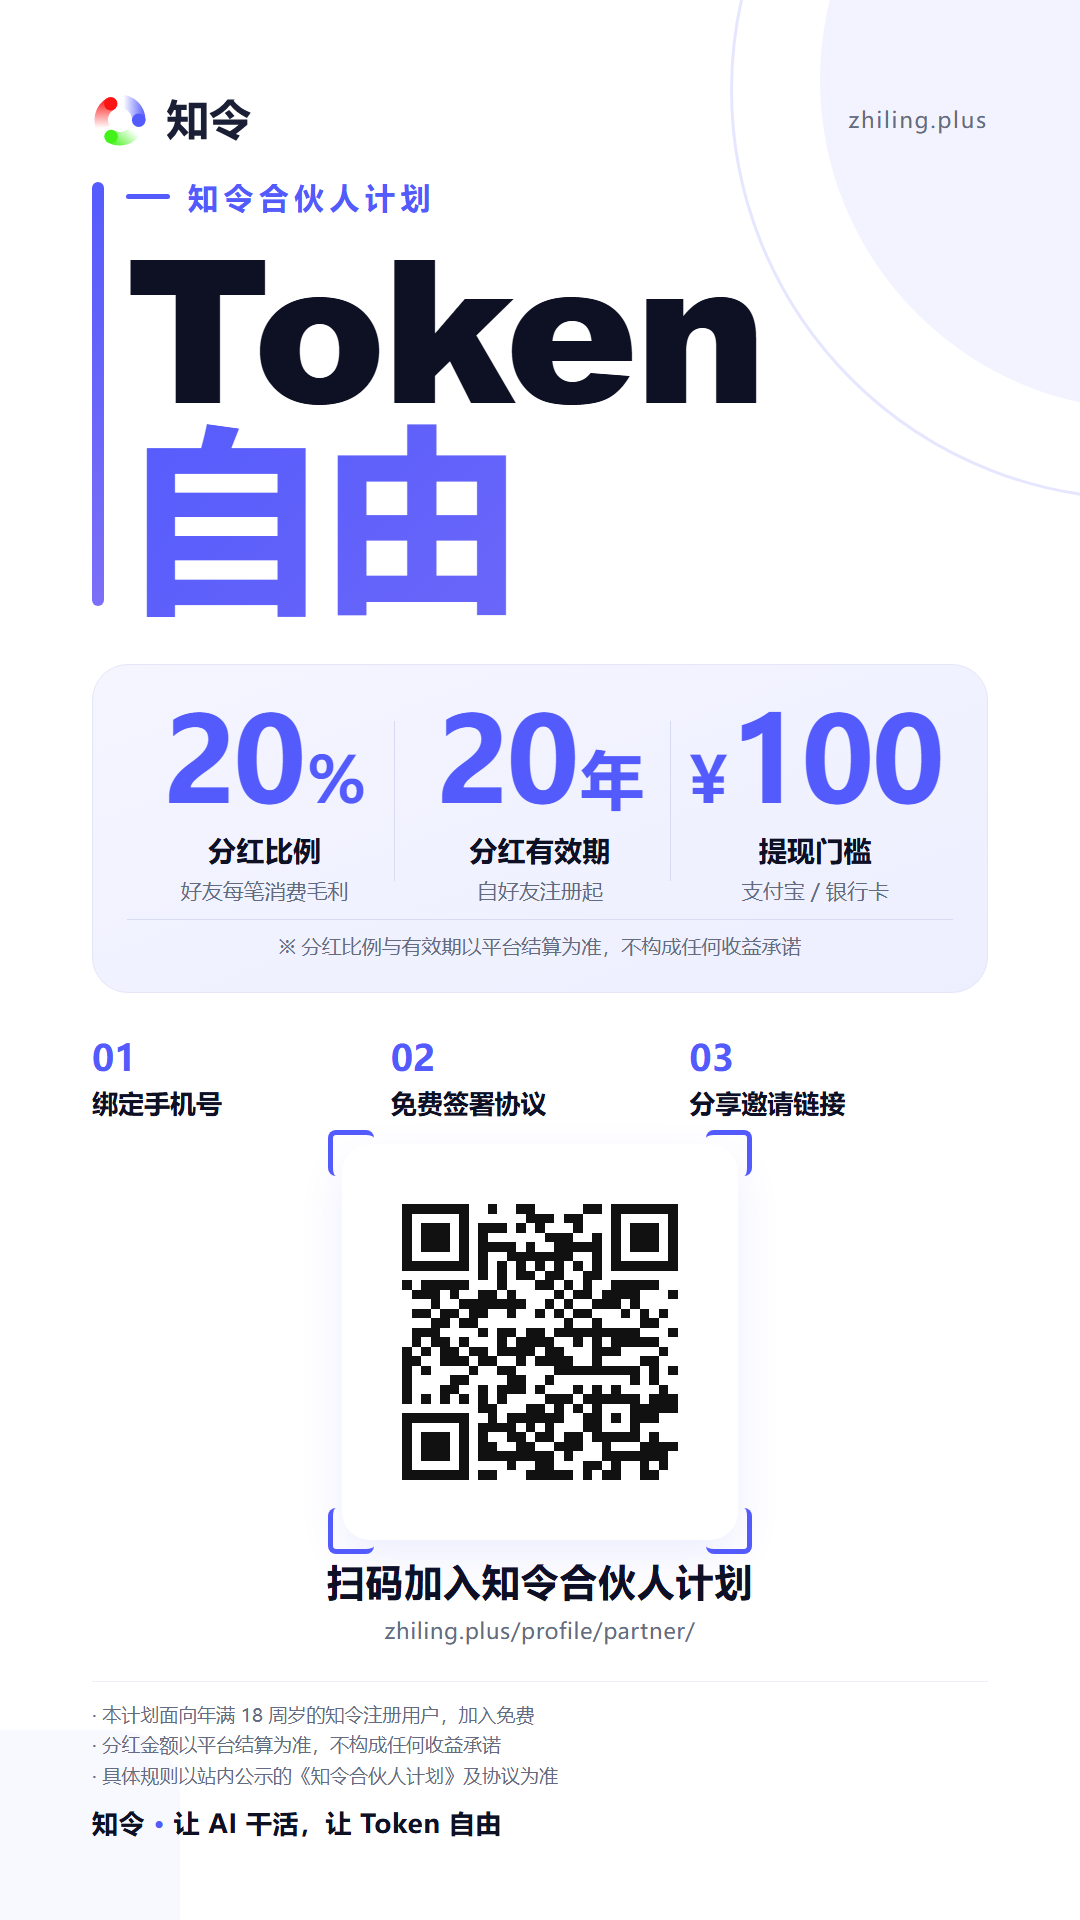 知令
zhiling.plus
知令合伙人计划
Token
自由
20%
分红比例
好友每笔消费毛利
20年
分红有效期
自好友注册起
¥100
提现门槛
支付宝 / 银行卡
※ 分红比例与有效期以平台结算为准，不构成任何收益承诺
01
绑定手机号
02
免费签署协议
03
分享邀请链接
扫码加入知令合伙人计划
zhiling.plus/profile/partner/
· 本计划面向年满 18 周岁的知令注册用户，加入免费
· 分红金额以平台结算为准，不构成任何收益承诺
· 具体规则以站内公示的《知令合伙人计划》及协议为准
知令 • 让 AI 干活，让 Token 自由